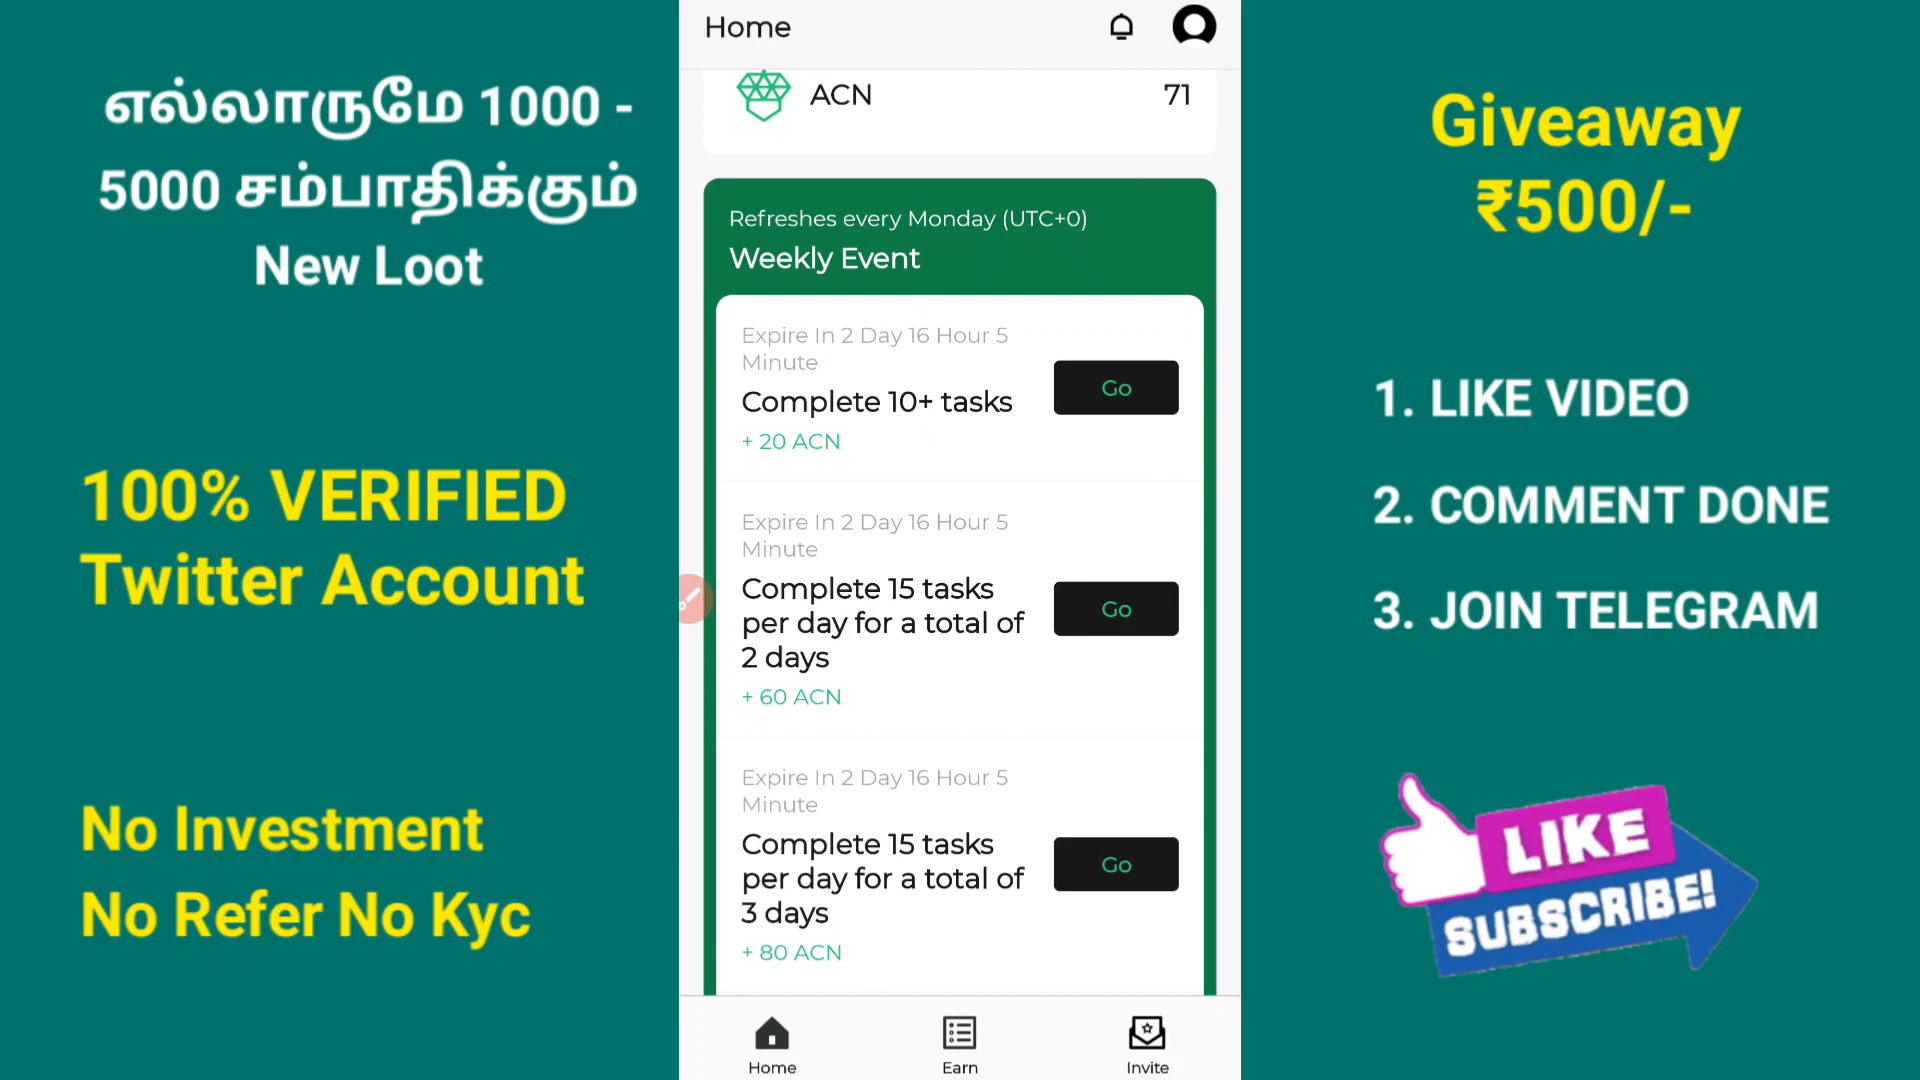 எல்லாருமே 1000 -
5000 சம்பாதிக்கும்
New Loot
100% VERIFIED
Twitter Account
No Investment
No Refer No Kyc
Home
ACN 71
Refreshes every Monday (UTC+0)
Weekly Event
Expire In 2 Day 16 Hour 5
Minute
Complete 10+ tasks
+ 20 ACN
Go
Expire In 2 Day 16 Hour 5
Minute
Complete 15 tasks
per day for a total of
2 days
+ 60 ACN
Go
Expire In 2 Day 16 Hour 5
Minute
Complete 15 tasks
per day for a total of
3 days
+ 80 ACN
Go
Home Earn Invite
Giveaway
₹500/-
1. LIKE VIDEO
2. COMMENT DONE
3. JOIN TELEGRAM
LIKE
SUBSCRIBE!